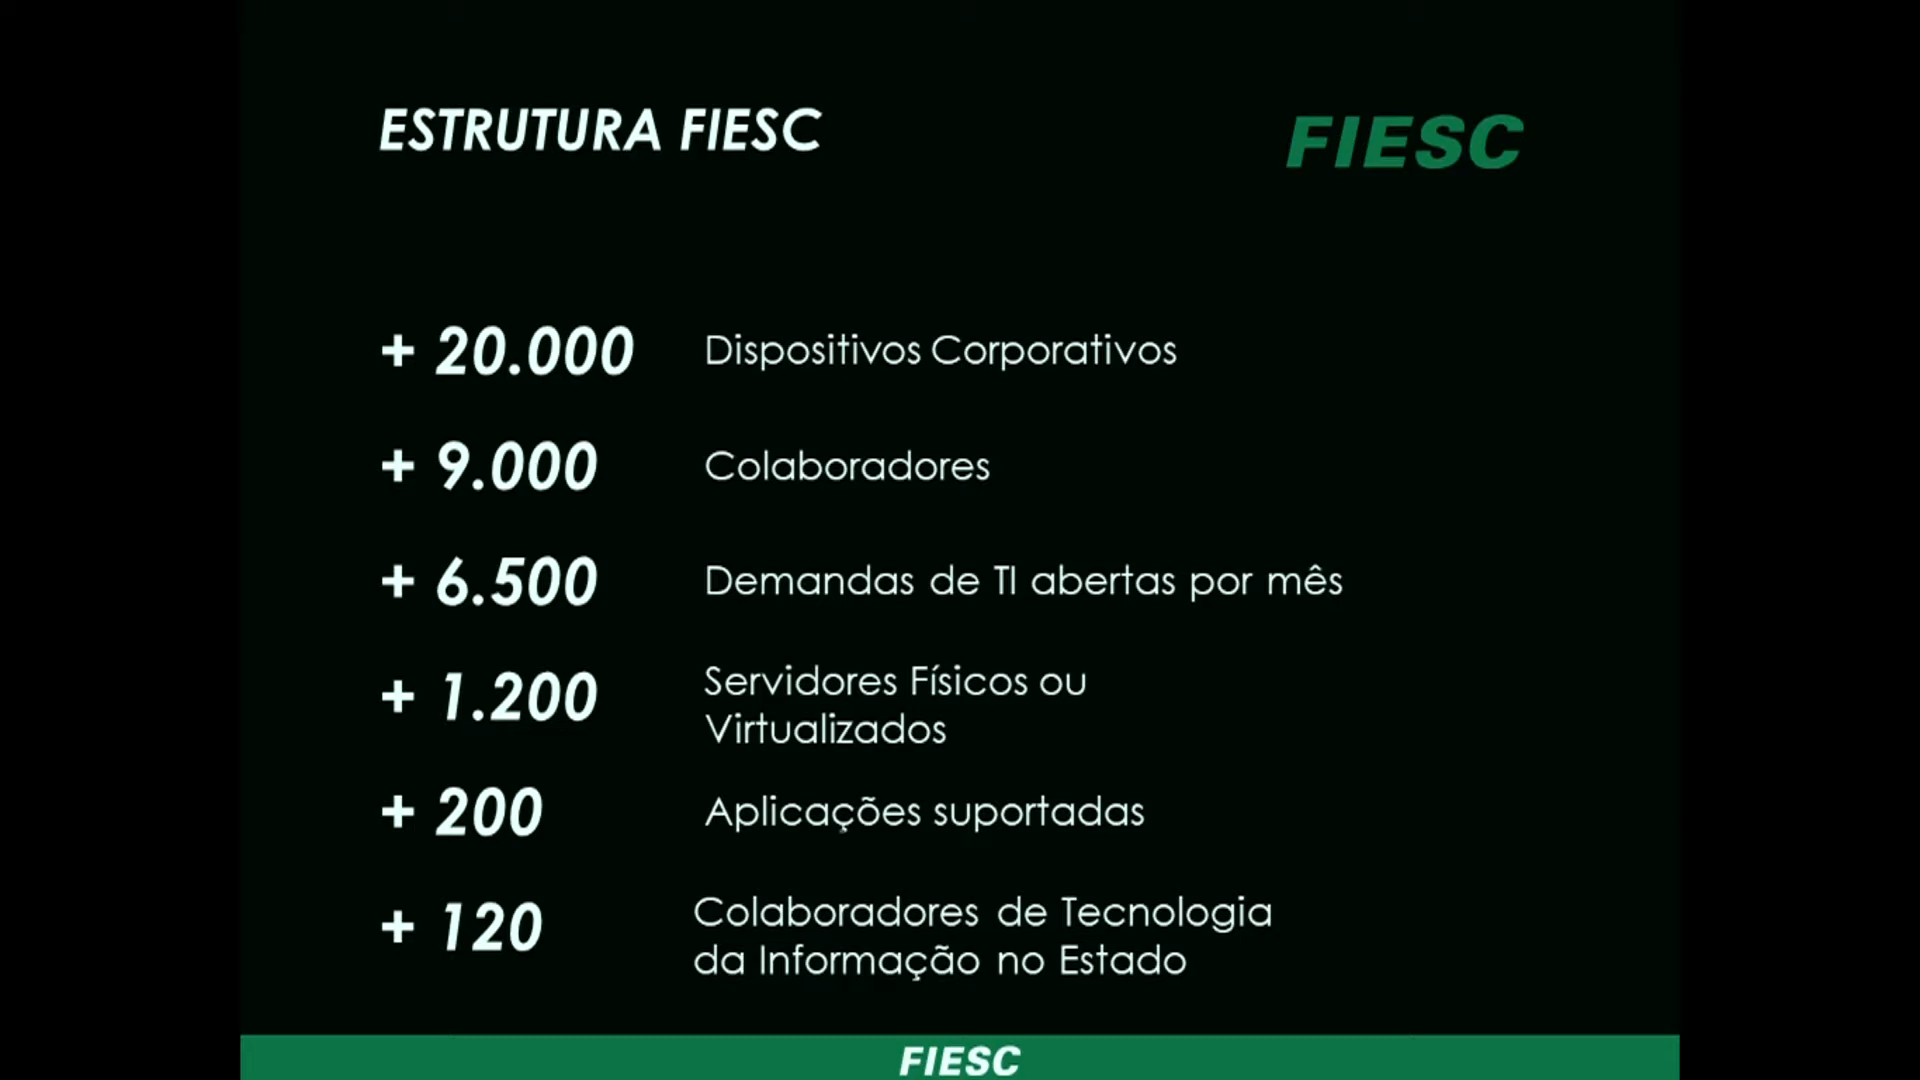 ESTRUTURA FIESC
FIESC
+ 20.000 Dispositivos Corporativos
+ 9.000 Colaboradores
+ 6.500 Demandas de TI abertas por mês
+ 1.200 Servidores Físicos ou
Virtualizados
+ 200 Aplicações suportadas
+ 120 Colaboradores de Tecnologia
da Informação no Estado
FIESC